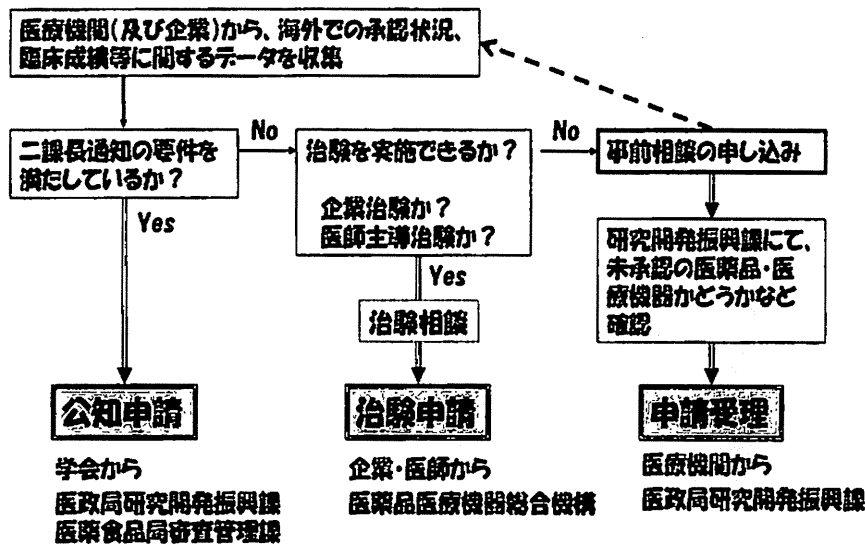 医療機関(及び企業)から、海外での承認状況、
臨床成績等に関するデータを収集
二課長通知の要件を
満たしているか?
No
治験を実施できるか?
企業治験か?
医師主導治験か?
No
事前相談の申し込み
Yes
Yes
治験相談
研究開発振興課にて、
未承認の医薬品・医
療機器かどうかなど
確認
公知申請
治験申請
申請受理
学会から
医政局研究開発振興課
医薬食品局審査管理課
企業・医師から
医薬品医療機器総合機構
医療機関から
医政局研究開発振興課